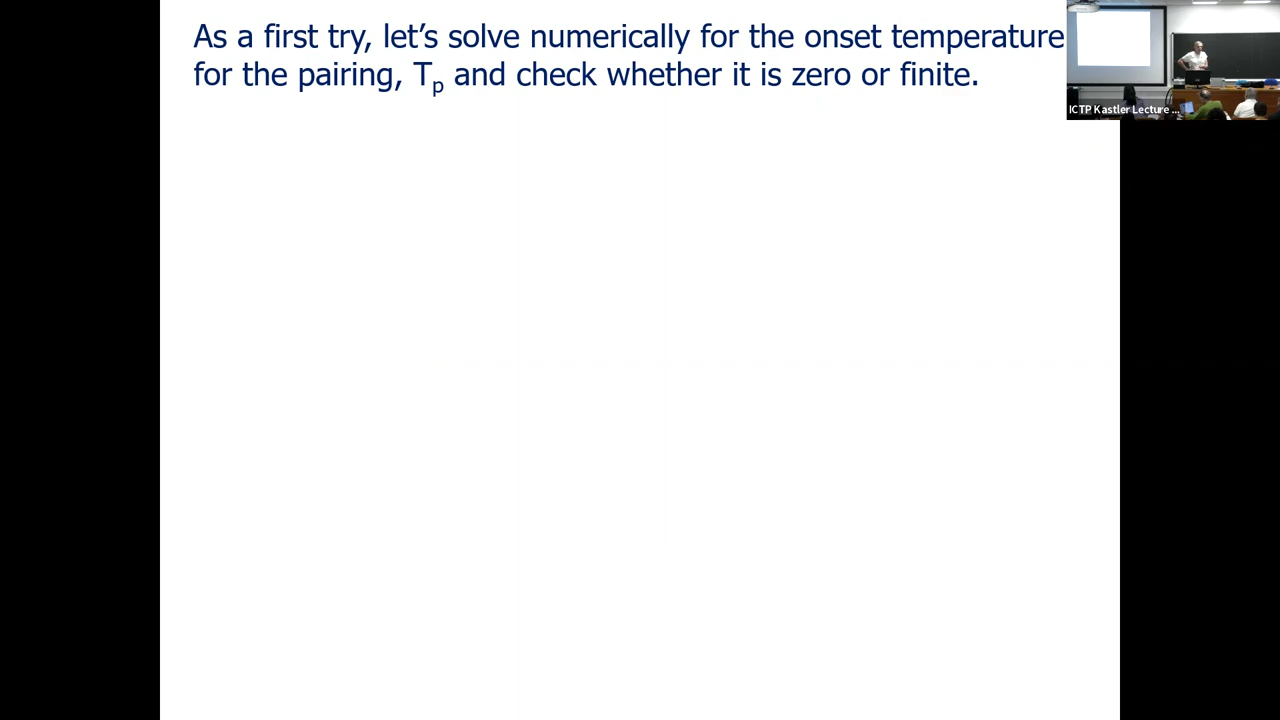 As a first try, let’s solve numerically for the onset temperature
for the pairing, Tp and check whether it is zero or finite.
ICTP Kastler Lecture ...